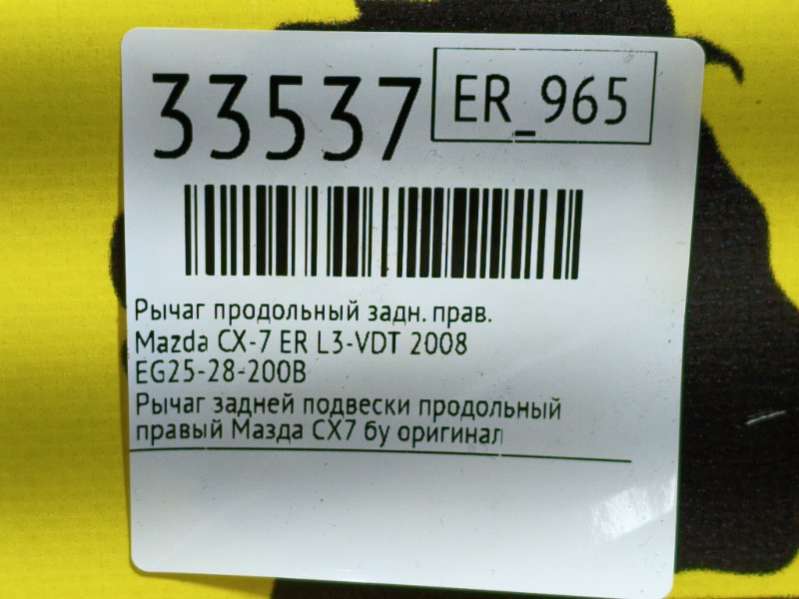 33537
ER_965
Рычаг продольный задн. прав.
Mazda CX-7 ER L3-VDT 2008
EG25-28-200B
Рычаг задней подвески продольный
правый Мазда СХ7 бу оригинал